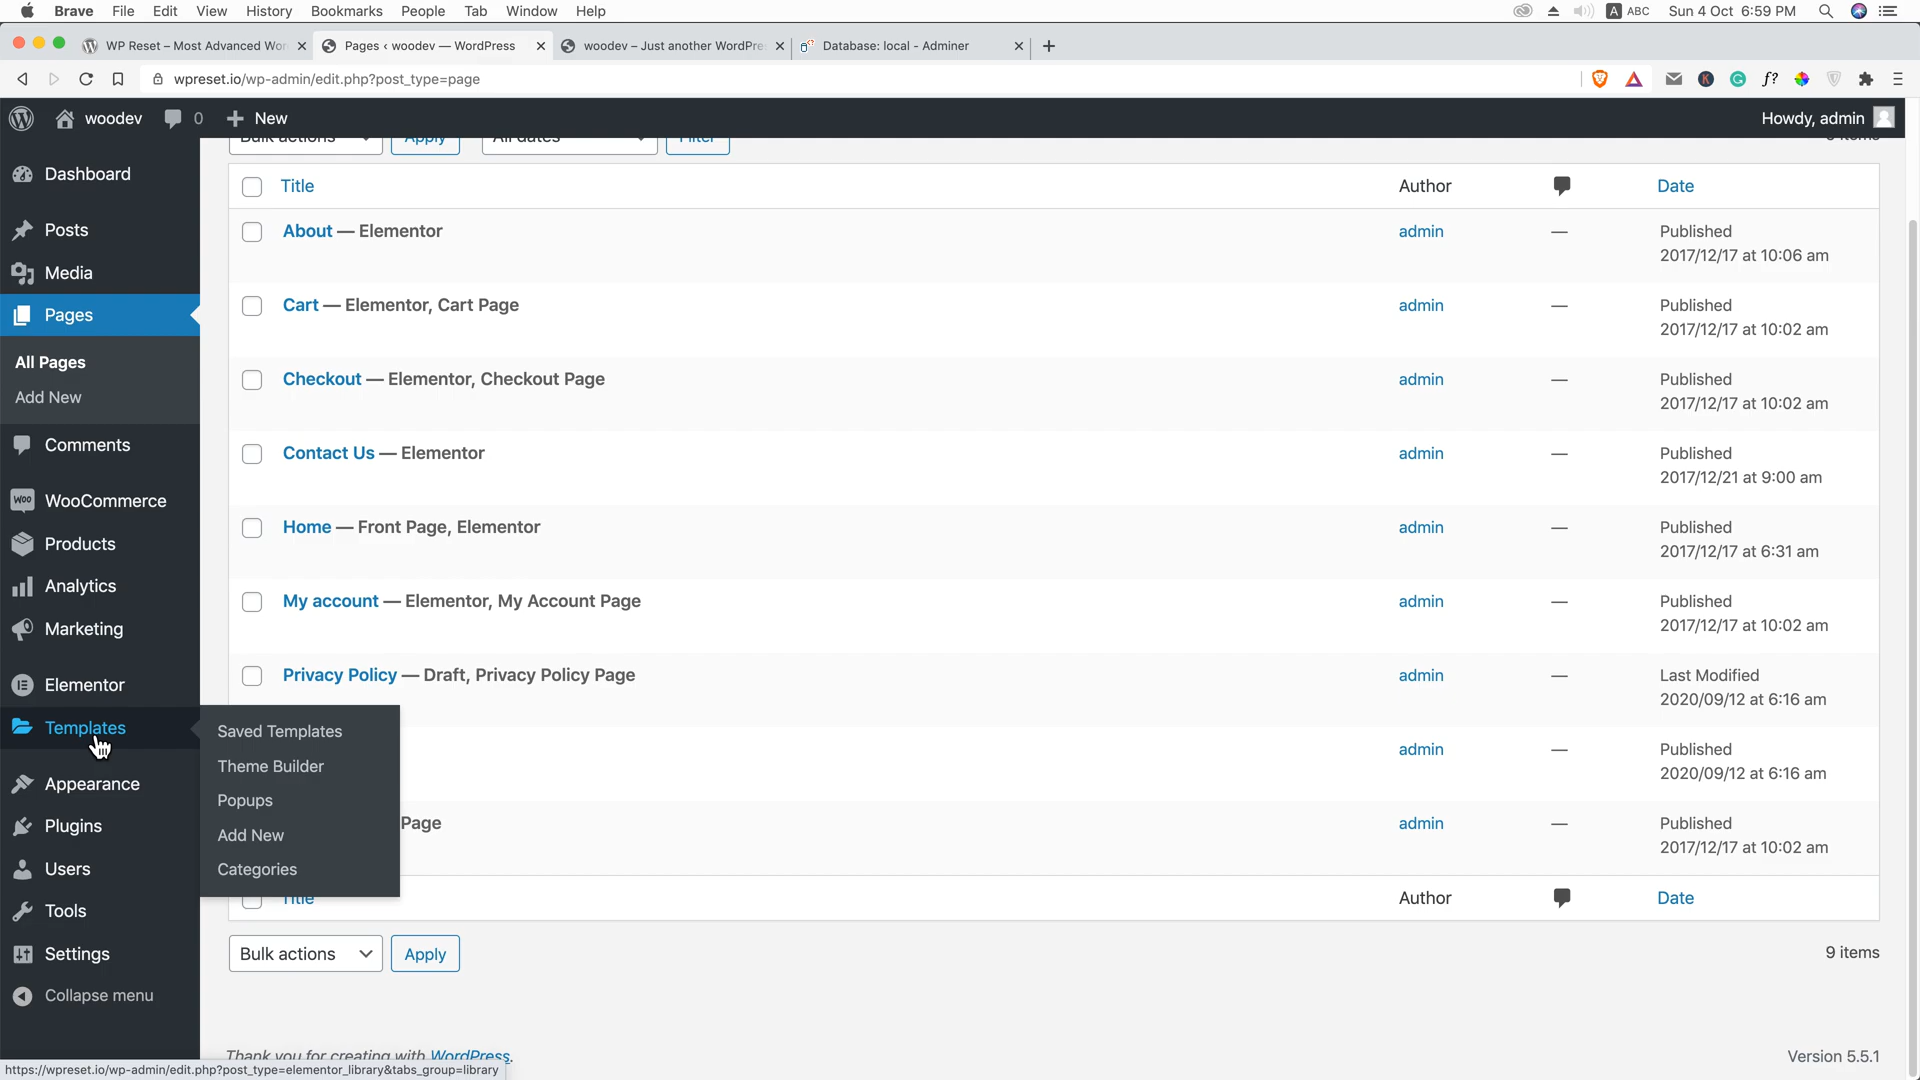 Brave File Edit View History Bookmarks People Tab Window Help
A ABC Sun 4 Oct 6:59 PM
WP Reset – Most Advanced Wor
Pages ‹ woodev — WordPress
woodev – Just another WordPre
Database: local - Adminer
wpreset.io/wp-admin/edit.php?post_type=page
woodev 0 New
Howdy, admin
Bulk actions Apply All dates Filter 9 items
Dashboard
Posts
Media
Pages
All Pages
Add New
Comments
WooCommerce
Products
Analytics
Marketing
Elementor
Templates
Appearance
Plugins
Users
Tools
Settings
Collapse menu
Saved Templates
Theme Builder
Popups
Add New
Categories
Title Author Date
About — Elementor admin — Published
2017/12/17 at 10:06 am
Cart — Elementor, Cart Page admin — Published
2017/12/17 at 10:02 am
Checkout — Elementor, Checkout Page admin — Published
2017/12/17 at 10:02 am
Contact Us — Elementor admin — Published
2017/12/21 at 9:00 am
Home — Front Page, Elementor admin — Published
2017/12/17 at 6:31 am
My account — Elementor, My Account Page admin — Published
2017/12/17 at 10:02 am
Privacy Policy — Draft, Privacy Policy Page admin — Last Modified
2020/09/12 at 6:16 am
admin — Published
2020/09/12 at 6:16 am
Page admin — Published
2017/12/17 at 10:02 am
Title Author Date
Bulk actions Apply 9 items
Thank you for creating with WordPress.
Version 5.5.1
https://wpreset.io/wp-admin/edit.php?post_type=elementor_library&tabs_group=library